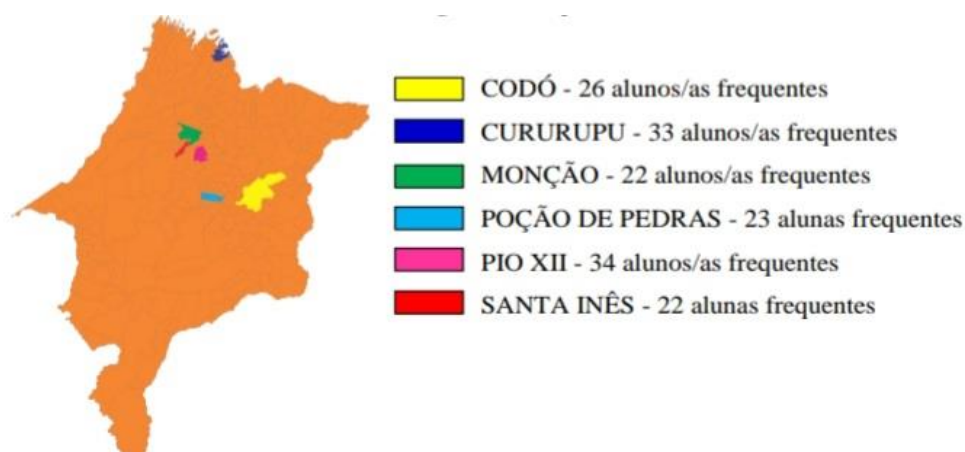 CODÓ - 26 alunos/as frequentes
CURURUPU - 33 alunos/as frequentes
MONÇÃO - 22 alunos/as frequentes
POÇÃO DE PEDRAS - 23 alunas frequentes
PIO XII - 34 alunos/as frequentes
SANTA INÊS - 22 alunas frequentes